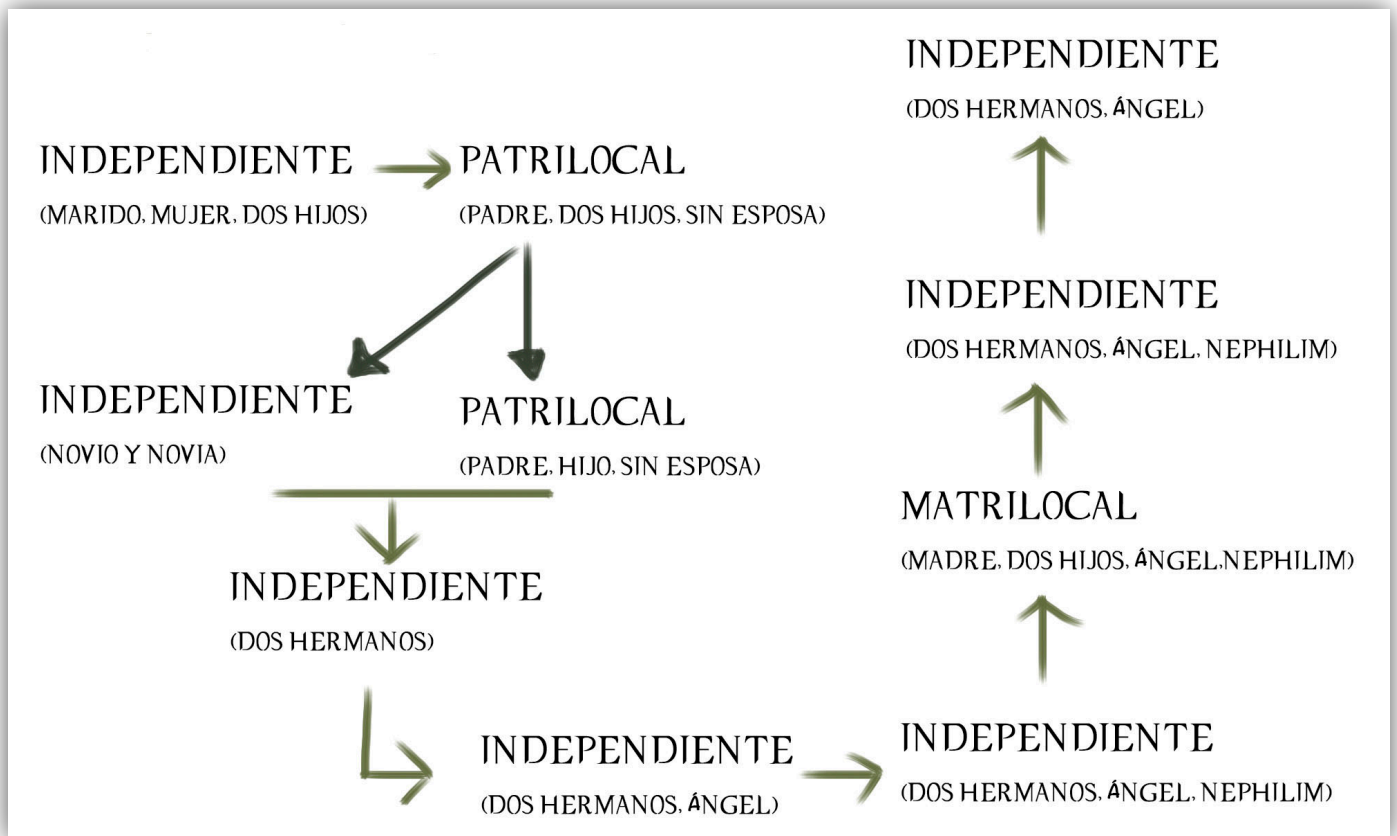 INDEPENDIENTE
(MARIDO, MUJER, DOS HIJOS)
PATRILOCAL
(PADRE, DOS HIJOS, SIN ESPOSA)
INDEPENDIENTE
(NOVIO Y NOVIA)
PATRILOCAL
(PADRE, HIJO, SIN ESPOSA)
INDEPENDIENTE
(DOS HERMANOS)
INDEPENDIENTE
(DOS HERMANOS, ÁNGEL)
INDEPENDIENTE
(DOS HERMANOS, ÁNGEL, NEPHILIM)
MATRILOCAL
(MADRE, DOS HIJOS, ÁNGEL,NEPHILIM)
INDEPENDIENTE
(DOS HERMANOS, ÁNGEL, NEPHILIM)
INDEPENDIENTE
(DOS HERMANOS, ÁNGEL)